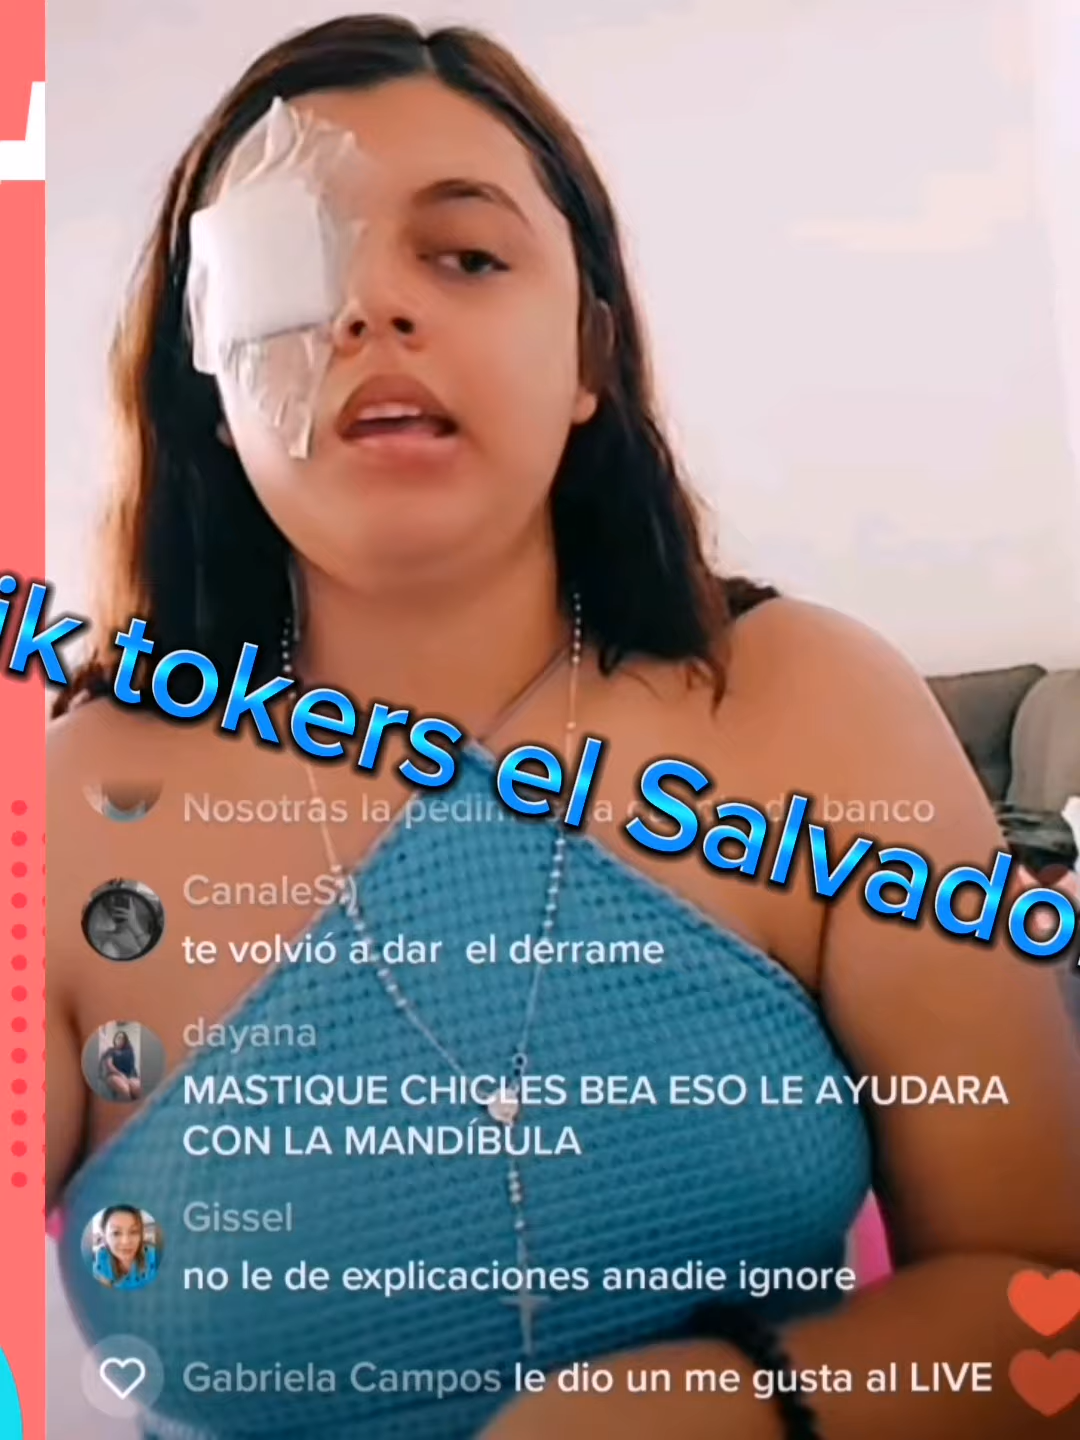 ik tokers el Salvado
Nosotras la banco
CanaleS:)
te volvió a dar el derrame
dayana
MASTIQUE CHICLES BEA ESO LE AYUDARA
CON LA MANDÍBULA
Gissel
no le de explicaciones anadie ignore
Gabriela Campos le dio un me gusta al LIVE